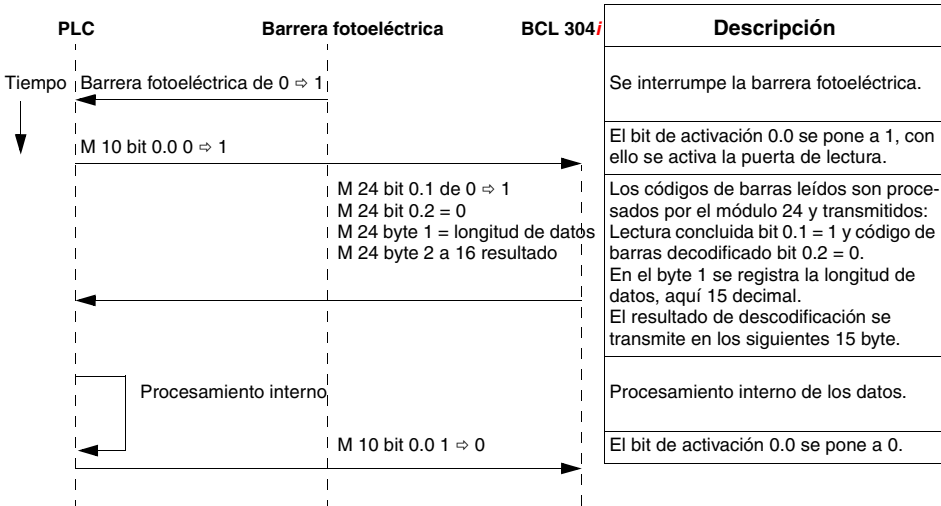 PLC
Barrera fotoeléctrica
BCL 304i
Descripción
Tiempo
Barrera fotoeléctrica de 0 ⇨ 1
Se interrumpe la barrera fotoeléctrica.
M 10 bit 0.0 0 ⇨ 1
El bit de activación 0.0 se pone a 1, con
ello se activa la puerta de lectura.
M 24 bit 0.1 de 0 ⇨ 1
M 24 bit 0.2 = 0
M 24 byte 1 = longitud de datos
M 24 byte 2 a 16 resultado
Los códigos de barras leídos son proce-
sados por el módulo 24 y transmitidos:
Lectura concluida bit 0.1 = 1 y código de
barras decodificado bit 0.2 = 0.
En el byte 1 se registra la longitud de
datos, aquí 15 decimal.
El resultado de descodificación se
transmite en los siguientes 15 byte.
Procesamiento interno
Procesamiento interno de los datos.
M 10 bit 0.0 1 ⇨ 0
El bit de activación 0.0 se pone a 0.